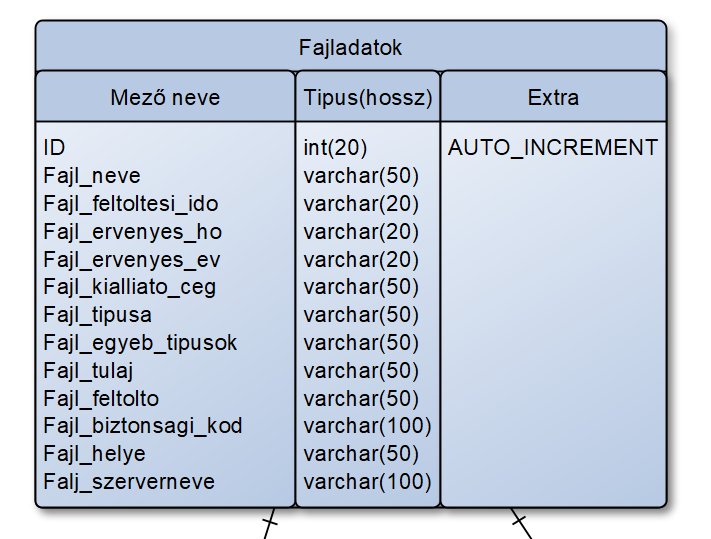 Fajladatok
Mező neve Tipus(hossz) Extra
ID int(20) AUTO_INCREMENT
Fajl_neve varchar(50)
Fajl_feltoltesi_ido varchar(20)
Fajl_ervenyes_ho varchar(20)
Fajl_ervenyes_ev varchar(20)
Fajl_kialliato_ceg varchar(50)
Fajl_tipusa varchar(50)
Fajl_egyeb_tipusok varchar(50)
Fajl_tulaj varchar(50)
Fajl_feltolto varchar(50)
Fajl_biztonsagi_kod varchar(100)
Fajl_helye varchar(50)
Falj_szerverneve varchar(100)